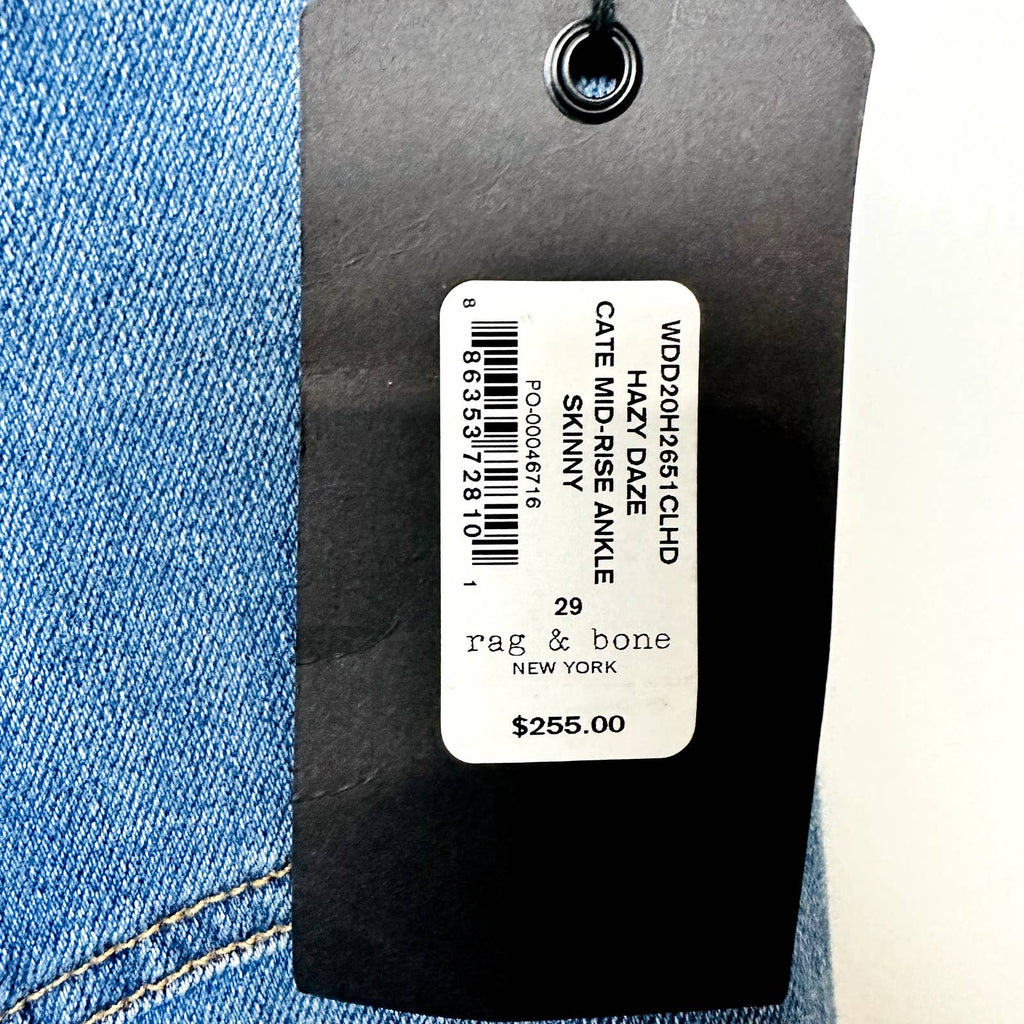 WDD20H2651CLHD
HAZY DAZE
CATE MID-RISE ANKLE
SKINNY
PO-00046716
8 86353 72810 1
29
rag & bone
NEW YORK
$255.00